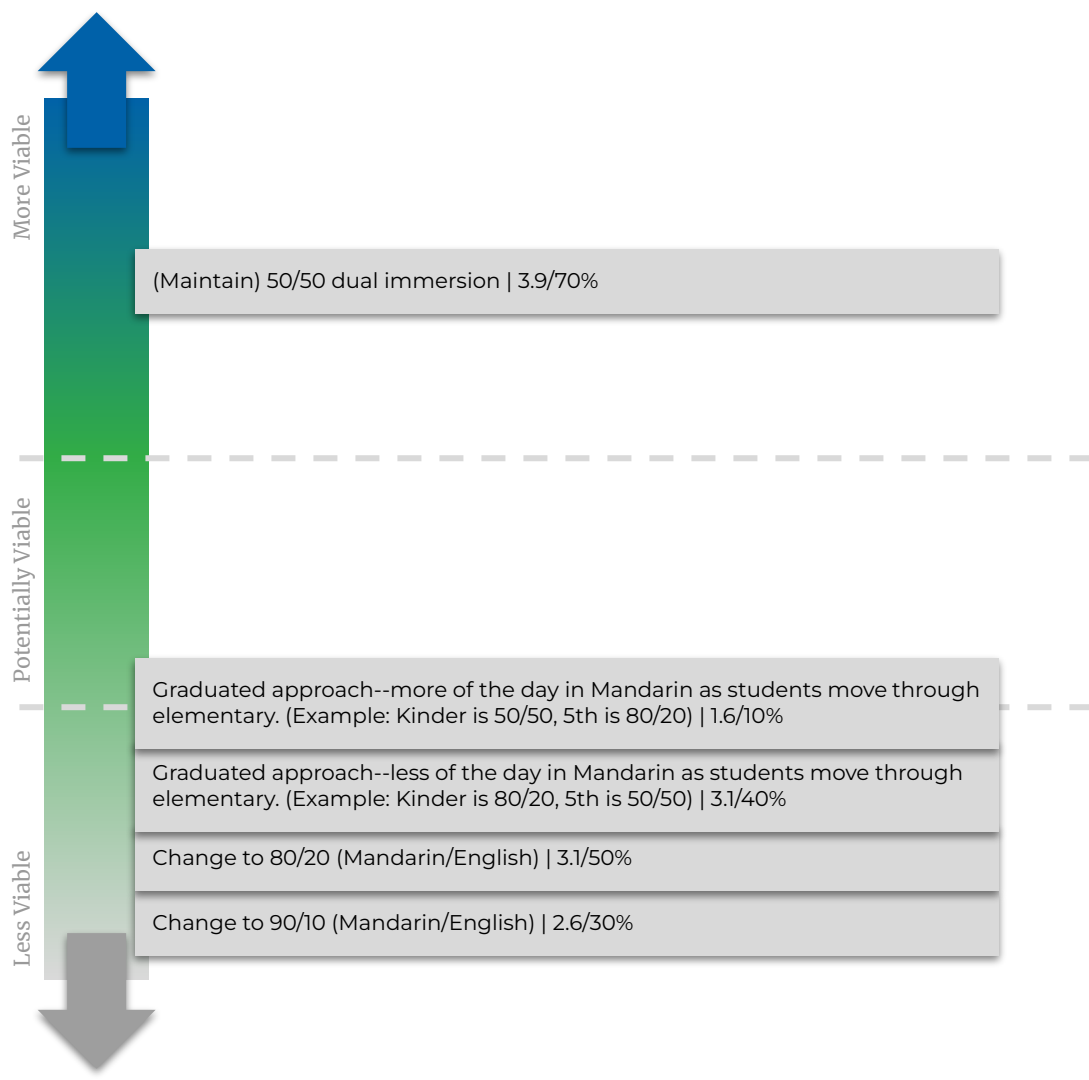 More Viable
(Maintain) 50/50 dual immersion | 3.9/70%
Potentially Viable
Graduated approach--more of the day in Mandarin as students move through
elementary. (Example: Kinder is 50/50, 5th is 80/20) | 1.6/10%
Graduated approach--less of the day in Mandarin as students move through
elementary. (Example: Kinder is 80/20, 5th is 50/50) | 3.1/40%
Change to 80/20 (Mandarin/English) | 3.1/50%
Less Viable
Change to 90/10 (Mandarin/English) | 2.6/30%